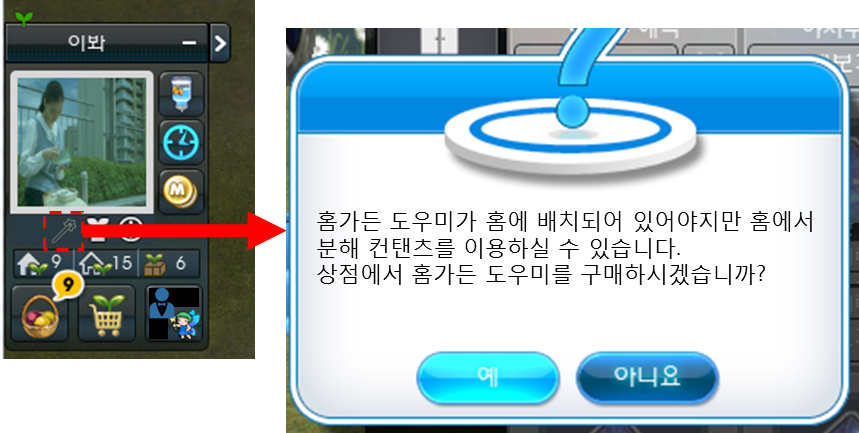 이봐
M
9
15
6
9
홈가든 도우미가 홈에 배치되어 있어야지만 홈에서
분해 컨탠츠를 이용하실 수 있습니다.
상점에서 홈가든 도우미를 구매하시겠습니까?
예
아니요